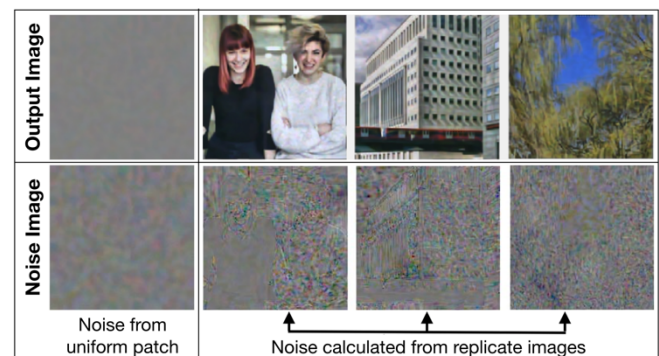 Output Image
Noise Image
Noise from
uniform patch
Noise calculated from replicate images